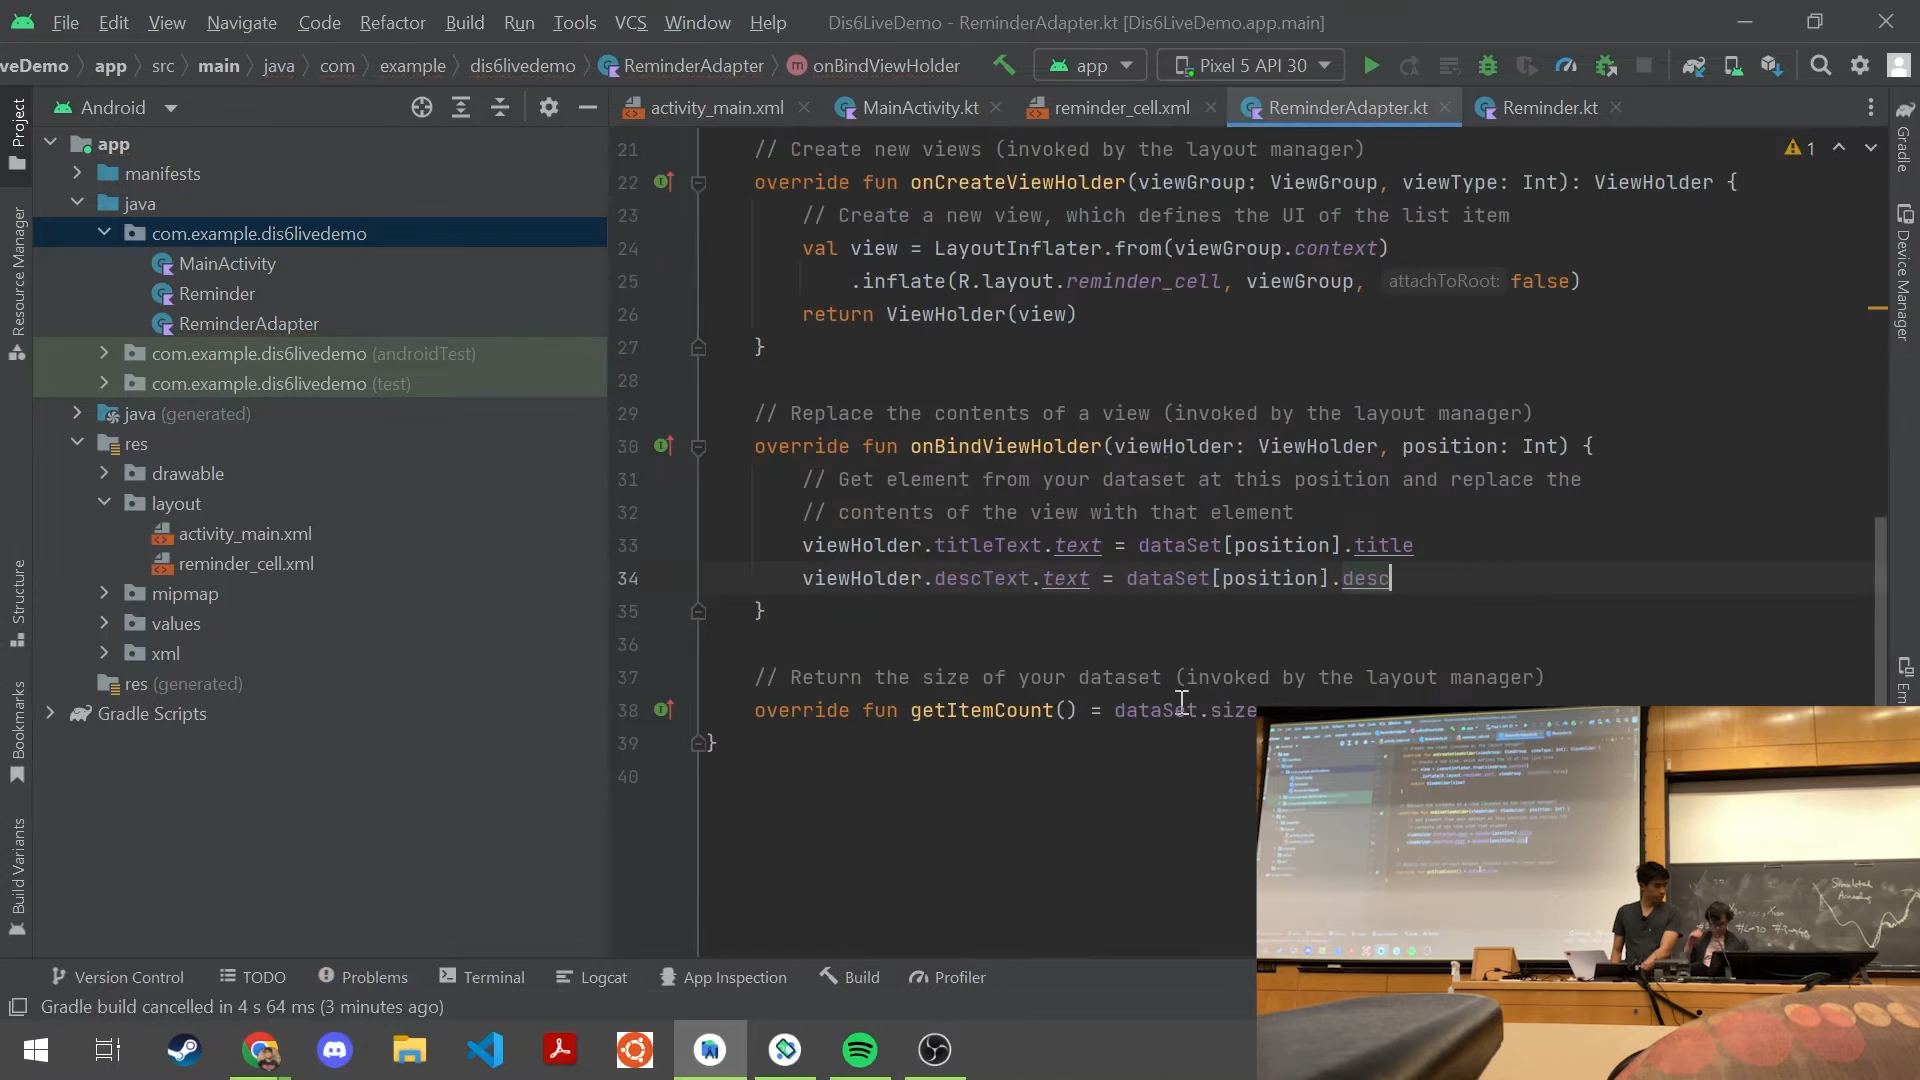 File Edit View Navigate Code Refactor Build Run Tools VCS Window Help Dis6LiveDemo - ReminderAdapter.kt [Dis6LiveDemo.app.main]
veDemo app src main java com example dis6livedemo ReminderAdapter onBindViewHolder app Pixel 5 API 30
Project
Resource Manager
Structure
Bookmarks
Build Variants
Android
app
manifests
java
com.example.dis6livedemo
MainActivity
Reminder
ReminderAdapter
com.example.dis6livedemo (androidTest)
com.example.dis6livedemo (test)
java (generated)
res
drawable
layout
activity_main.xml
reminder_cell.xml
mipmap
values
xml
res (generated)
Gradle Scripts
activity_main.xml MainActivity.kt reminder_cell.xml ReminderAdapter.kt Reminder.kt
1
21 // Create new views (invoked by the layout manager)
22 override fun onCreateViewHolder(viewGroup: ViewGroup, viewType: Int): ViewHolder {
23 // Create a new view, which defines the UI of the list item
24 val view = LayoutInflater.from(viewGroup.context)
25 .inflate(R.layout.reminder_cell, viewGroup, attachToRoot: false)
26 return ViewHolder(view)
27 }
28
29 // Replace the contents of a view (invoked by the layout manager)
30 override fun onBindViewHolder(viewHolder: ViewHolder, position: Int) {
31 // Get element from your dataset at this position and replace the
32 // contents of the view with that element
33 viewHolder.titleText.text = dataSet[position].title
34 viewHolder.descText.text = dataSet[position].desc
35 }
36
37 // Return the size of your dataset (invoked by the layout manager)
38 override fun getItemCount() = dataSet.size
39 }
40
Gradle
Device Manager
Em
Simulated
Version Control TODO Problems Terminal Logcat App Inspection Build Profiler
Gradle build cancelled in 4 s 64 ms (3 minutes ago)